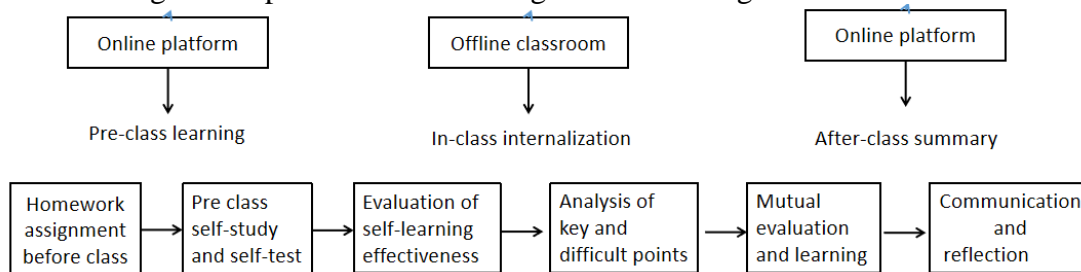 Online platform
Offline classroom
Online platform
Pre-class learning
In-class internalization
After-class summary
Homework
assignment
before class
Pre class
self-study
and self-test
Evaluation of
self-learning
effectiveness
Analysis of
key and
difficult points
Mutual
evaluation
and learning
Communication
and
reflection